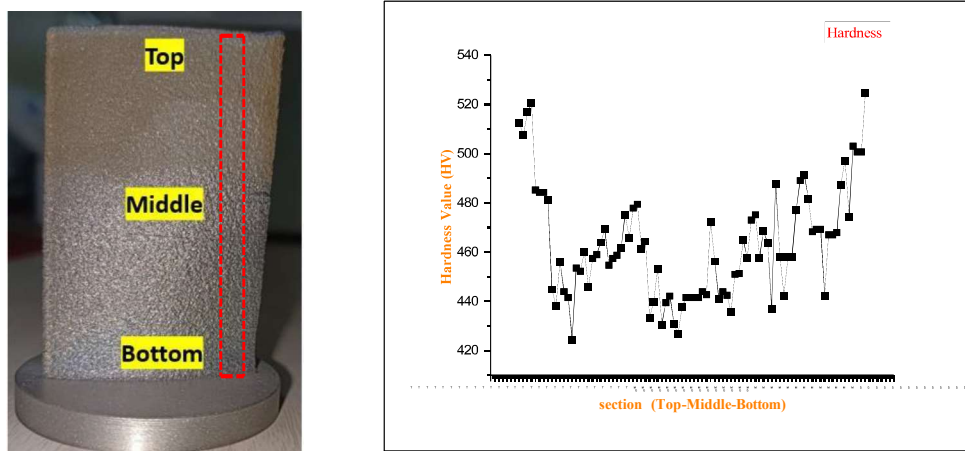 Top
Middle
Bottom
Hardness
540
520
500
480
460
440
420
Hardness Value (HV)
section (Top-Middle-Bottom)